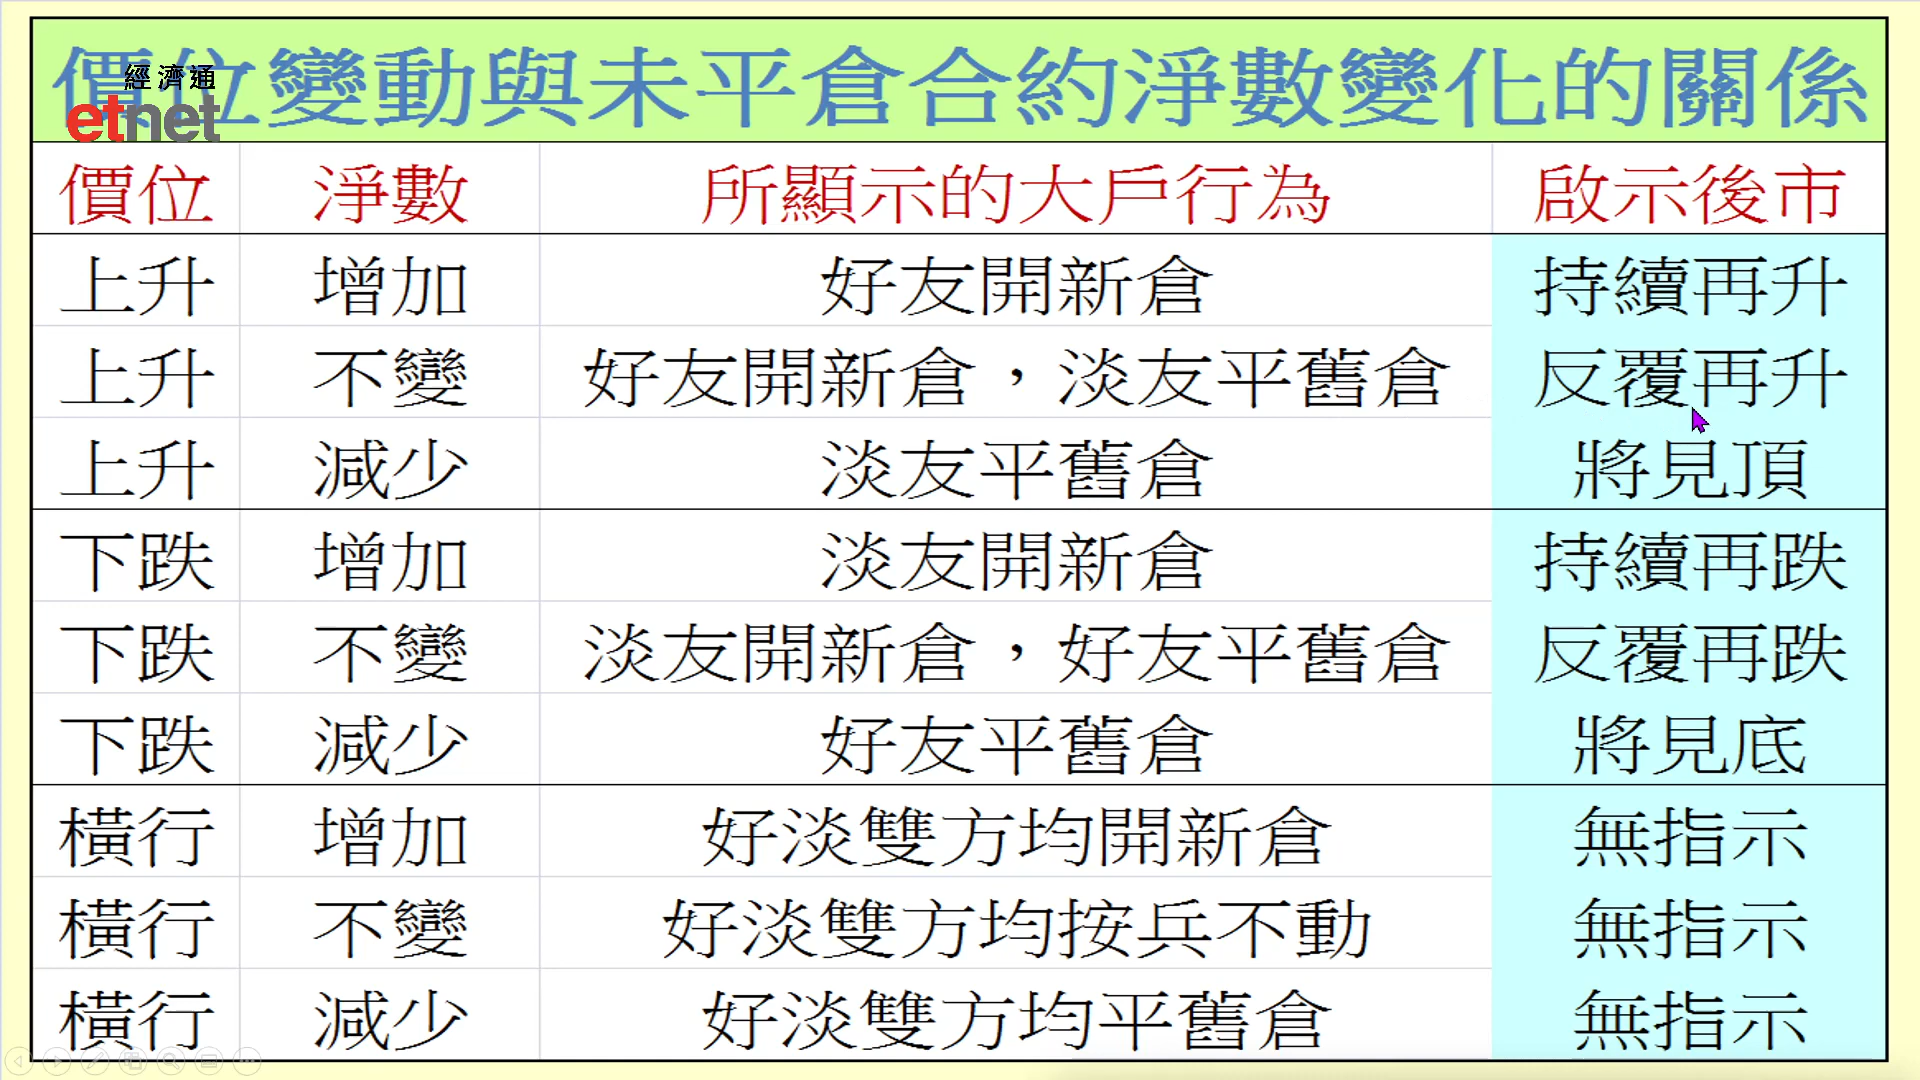 價位變動與未平倉合約淨數變化的關係
經濟通
etnet
價位 淨數 所顯示的大戶行為 啟示後市
上升 增加 好友開新倉 持續再升
上升 不變 好友開新倉，淡友平舊倉 反覆再升
上升 減少 淡友平舊倉 將見頂
下跌 增加 淡友開新倉 持續再跌
下跌 不變 淡友開新倉，好友平舊倉 反覆再跌
下跌 減少 好友平舊倉 將見底
橫行 增加 好淡雙方均開新倉 無指示
橫行 不變 好淡雙方均按兵不動 無指示
橫行 減少 好淡雙方均平舊倉 無指示